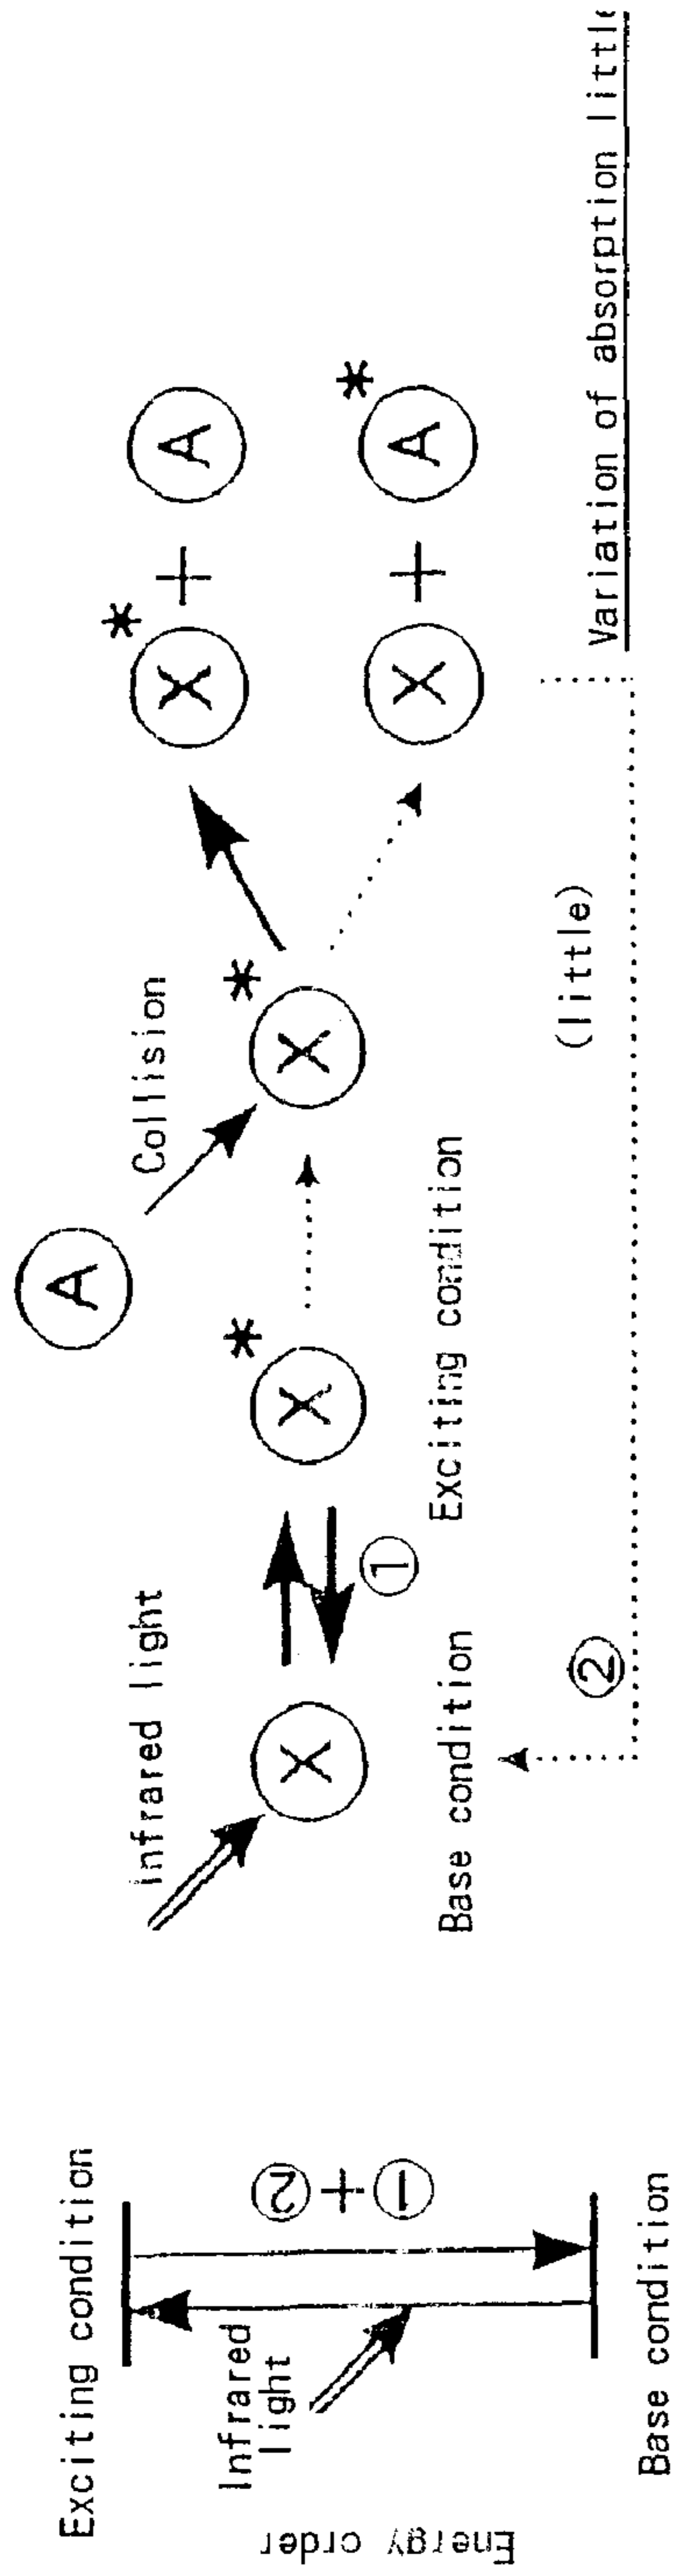 Energy order
Exciting condition
Infrared
light
①+②
Base condition
Infrared light
X
Base condition
①
②
X*
Exciting condition
A
Collision
X*
(little)
X* + A
X + A*
Variation of absorption little